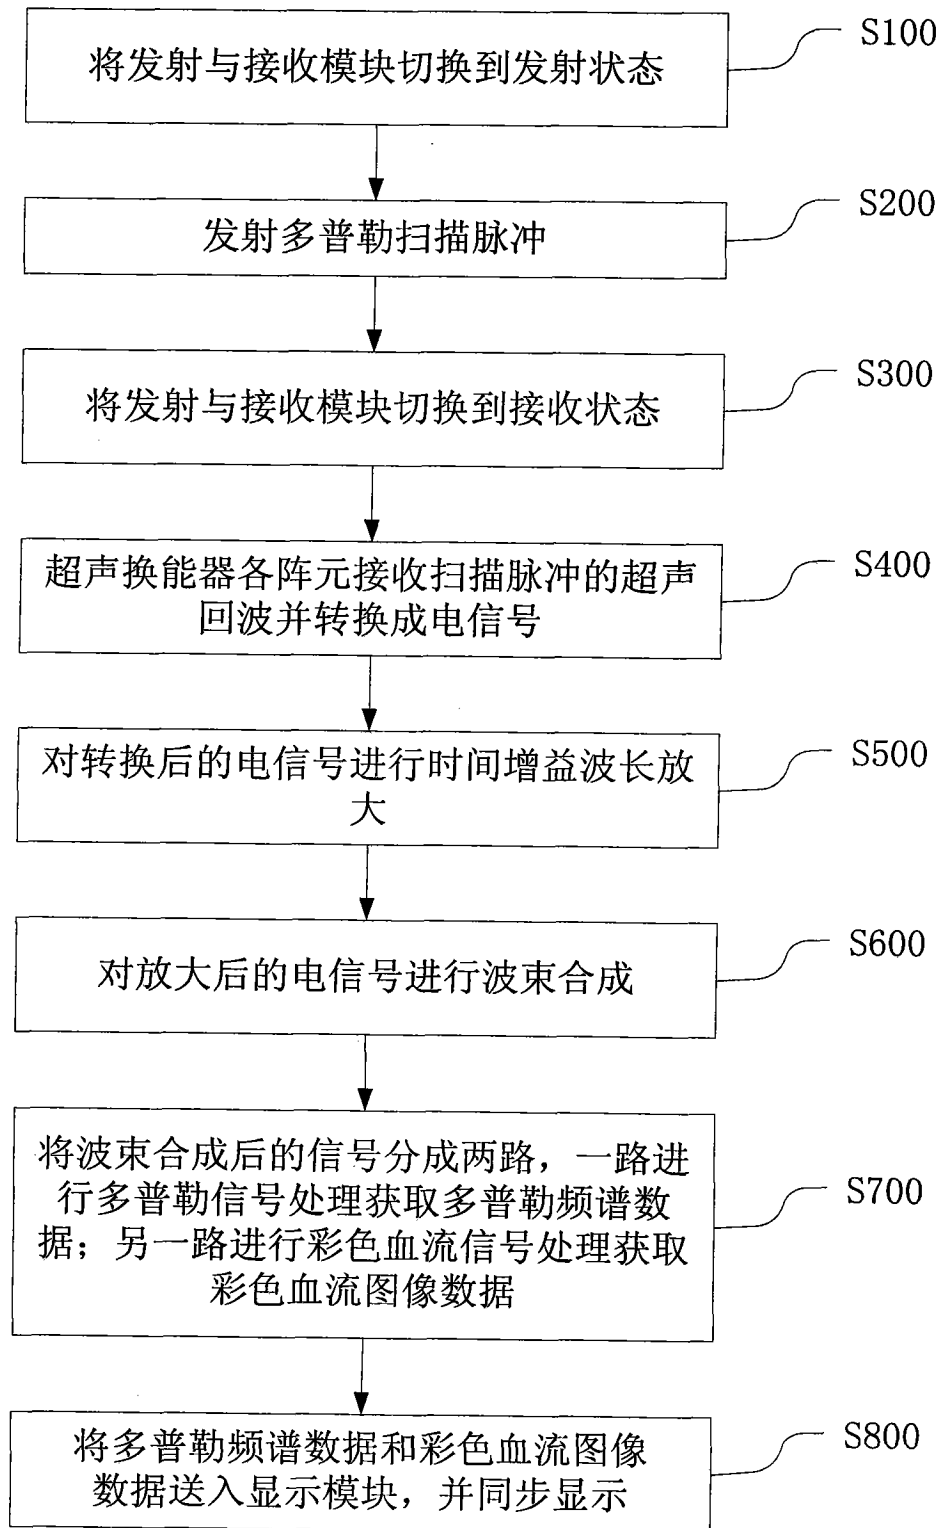 S100
将发射与接收模块切换到发射状态
S200
发射多普勒扫描脉冲
S300
将发射与接收模块切换到接收状态
S400
超声换能器各阵元接收扫描脉冲的超声
回波并转换成电信号
S500
对转换后的电信号进行时间增益波长放
大
S600
对放大后的电信号进行波束合成
S700
将波束合成后的信号分成两路，一路进
行多普勒信号处理获取多普勒频谱数
据；另一路进行彩色血流信号处理获取
彩色血流图像数据
S800
将多普勒频谱数据和彩色血流图像
数据送入显示模块，并同步显示